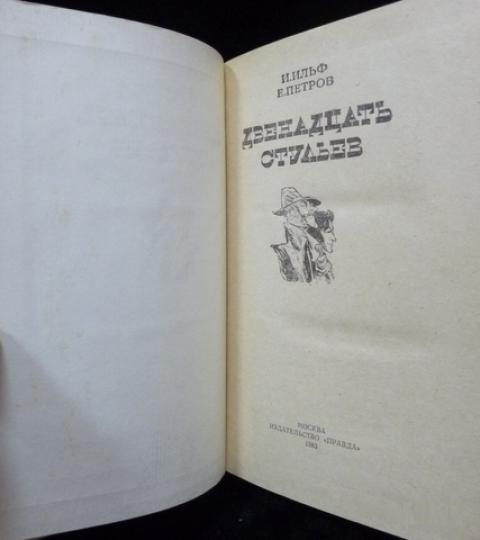 И. ИЛЬФ
Е. ПЕТРОВ
ДВЕНАДЦАТЬ
СТУЛЬЕВ
МОСКВА
ИЗДАТЕЛЬСТВО «ПРАВДА»